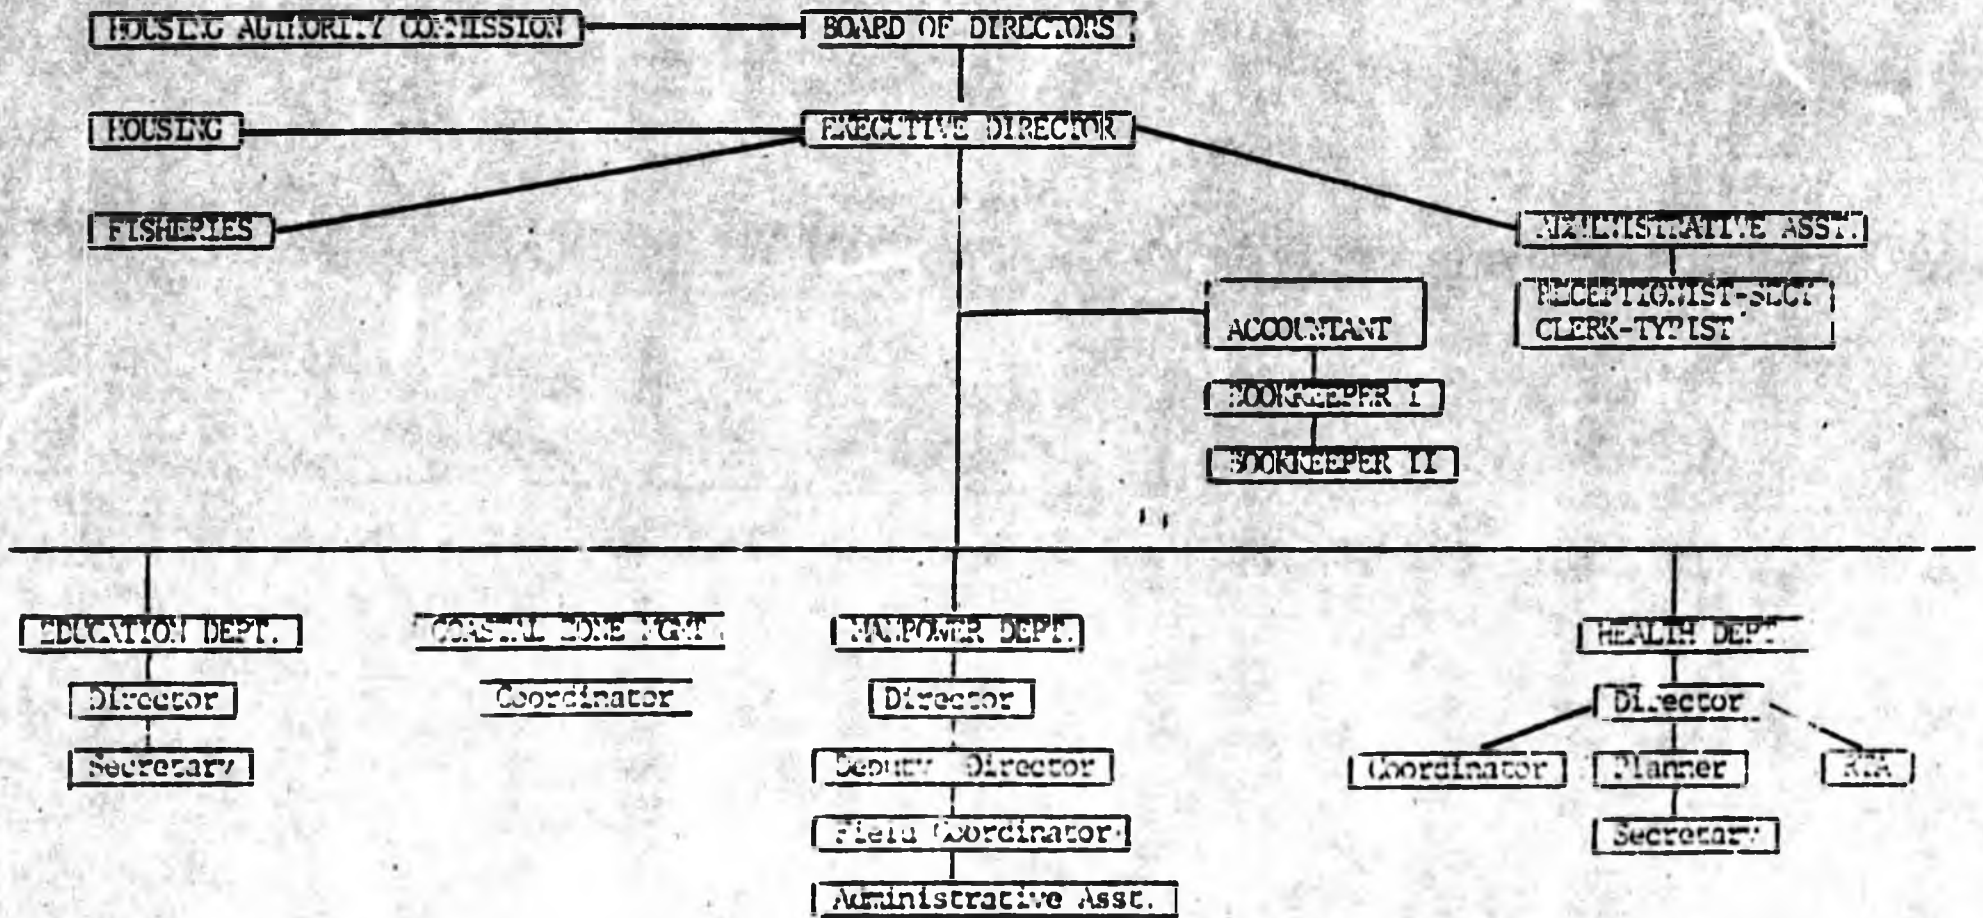 HOUSING AUTHORITY COMMISSION
BOARD OF DIRECTORS
HOUSING
EXECUTIVE DIRECTOR
FISHERIES
ADMINISTRATIVE ASST.
RECEPTIONIST-SECY
CLERK-TYPIST
ACCOUNTANT
BOOKKEEPER I
BOOKKEEPER II
EDUCATION DEPT.
COASTAL ZONE MGMT
MANPOWER DEPT.
HEALTH DEPT.
Director
Coordinator
Director
Director
Secretary
Deputy Director
Coordinator
Planner
Field Coordinator
Secretary
Administrative Asst.